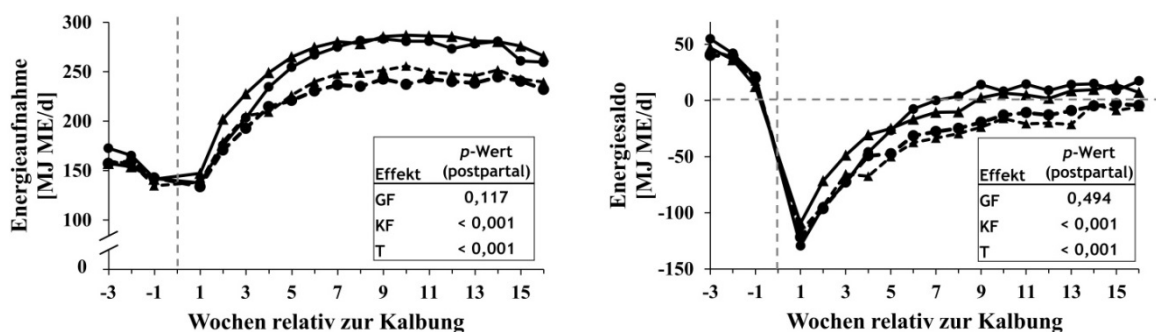 Energieaufnahme
[MJ ME/d]
300
250
200
150
100
0
-3 -1 1 3 5 7 9 11 13 15
Wochen relativ zur Kalbung
Effekt p-Wert (postpartal)
GF 0,117
KF < 0,001
T < 0,001
Energiesaldo
[MJ ME/d]
50
0
-50
-100
-150
-3 -1 1 3 5 7 9 11 13 15
Wochen relativ zur Kalbung
Effekt p-Wert (postpartal)
GF 0,494
KF < 0,001
T < 0,001